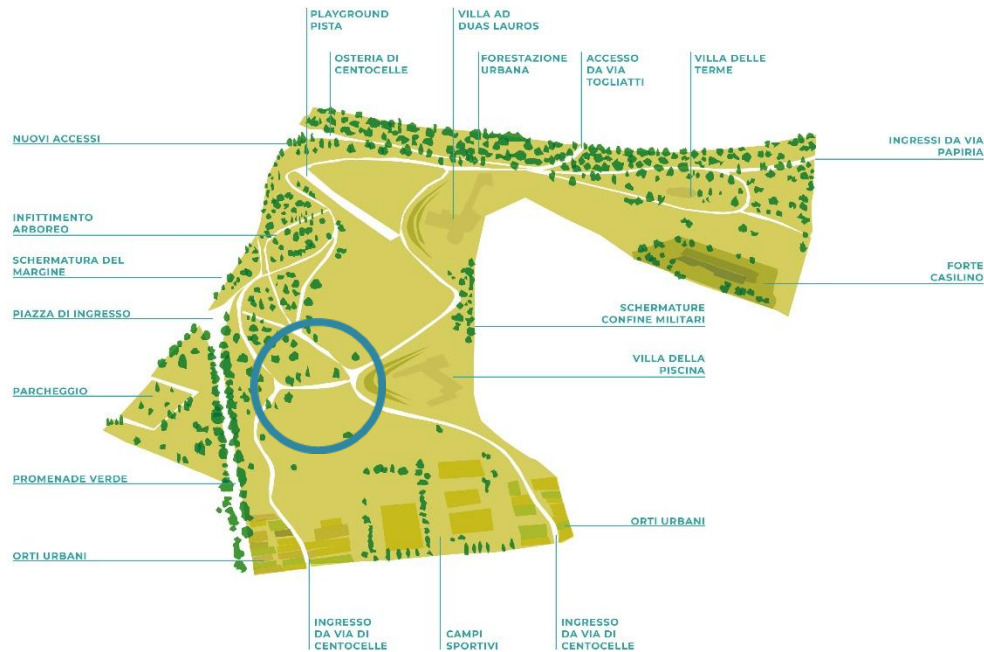 PLAYGROUND
PISTA
VILLA AD
DUAS LAUROS
OSTERIA DI
CENTOCELLE
FORESTAZIONE
URBANA
ACCESSO
DA VIA
TOGLIATTI
VILLA DELLE
TERME
NUOVI ACCESSI
INGRESSI DA VIA
PAPIRIA
INFITTIMENTO
ARBOREO
SCHERMATURA DEL
MARGINE
FORTE
CASILINO
PIAZZA DI INGRESSO
SCHERMATURE
CONFINE MILITARI
VILLA DELLA
PISCINA
PARCHEGGIO
PROMENADE VERDE
ORTI URBANI
ORTI URBANI
INGRESSO
DA VIA DI
CENTOCELLE
CAMPI
SPORTIVI
INGRESSO
DA VIA DI
CENTOCELLE